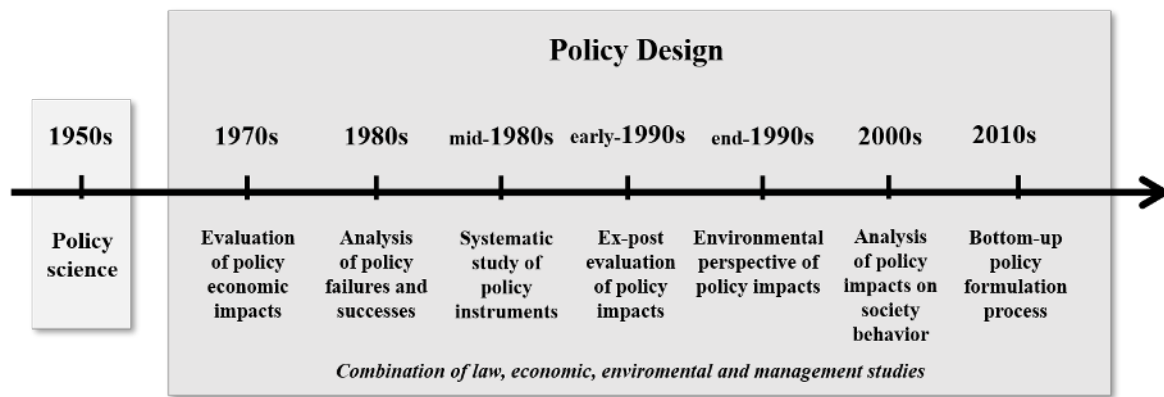 Policy Design
1950s
1970s
1980s
mid-1980s
early-1990s
end-1990s
2000s
2010s
Policy
science
Evaluation
of policy
economic
impacts
Analysis
of policy
failures and
successes
Systematic
study of
policy
instruments
Ex-post
evaluation
of policy
impacts
Environmental
perspective of
policy impacts
Analysis
of policy
impacts on
society
behavior
Bottom-up
policy
formulation
process
Combination of law, economic, enviromental and management studies